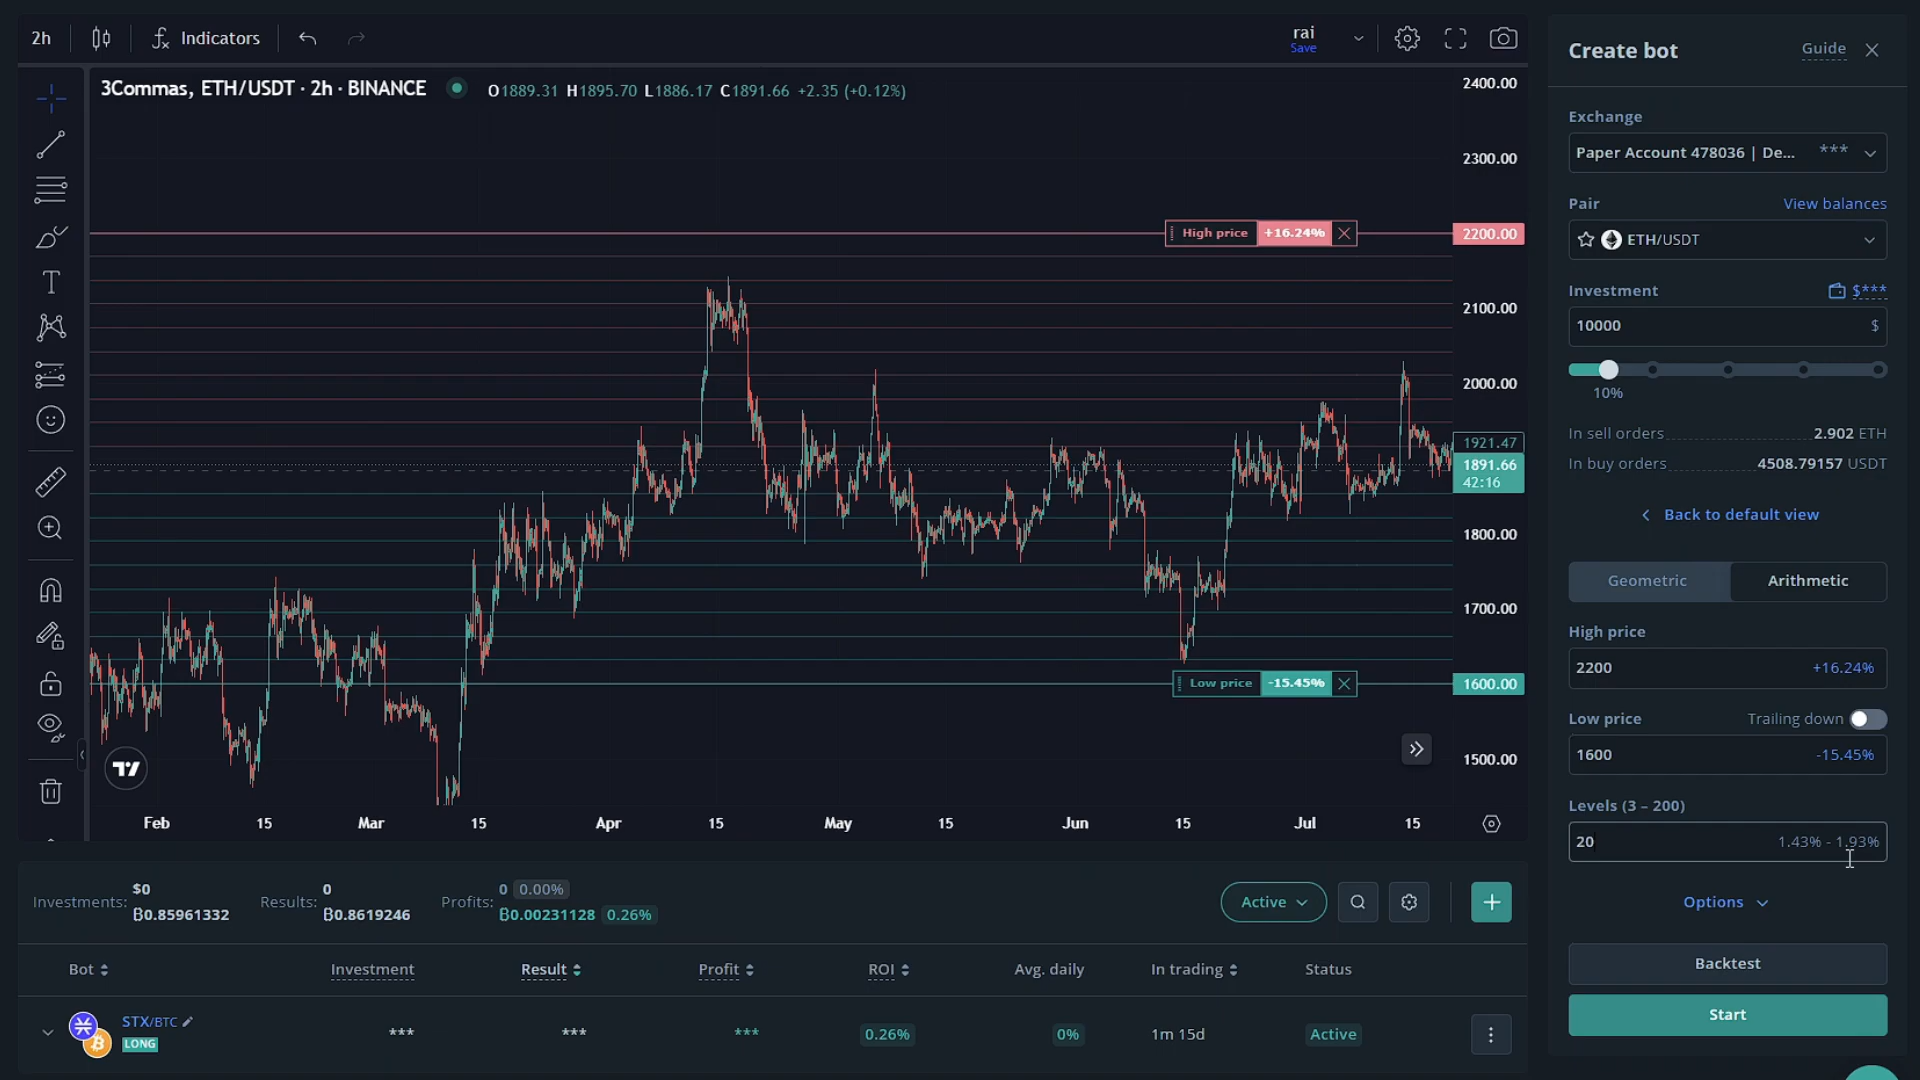 2h Indicators rai Save
3Commas, ETH/USDT · 2h · BINANCE O1889.31 H1895.70 L1886.17 C1891.66 +2.35 (+0.12%)
2400.00
2300.00
High price +16.24% 2200.00
2100.00
2000.00
1921.47
1891.66
42:16
1800.00
1700.00
Low price -15.45% 1600.00
1500.00
Feb 15 Mar 15 Apr 15 May 15 Jun 15 Jul 15
Investments: $0 ₿0.85961332
Results: 0 ₿0.8619246
Profits: 0 0.00% ₿0.00231128 0.26%
Active
Bot Investment Result Profit ROI Avg. daily In trading Status
STX/BTC *** *** *** 0.26% 0% 1m 15d Active
LONG
Create bot Guide
Exchange
Paper Account 478036 | De... ***
Pair View balances
ETH/USDT
Investment $***
10000 $
10%
In sell orders 2.902 ETH
In buy orders 4508.79157 USDT
Back to default view
Geometric Arithmetic
High price
2200 +16.24%
Low price Trailing down
1600 -15.45%
Levels (3 – 200)
20 1.43% - 1.93%
Options
Backtest
Start